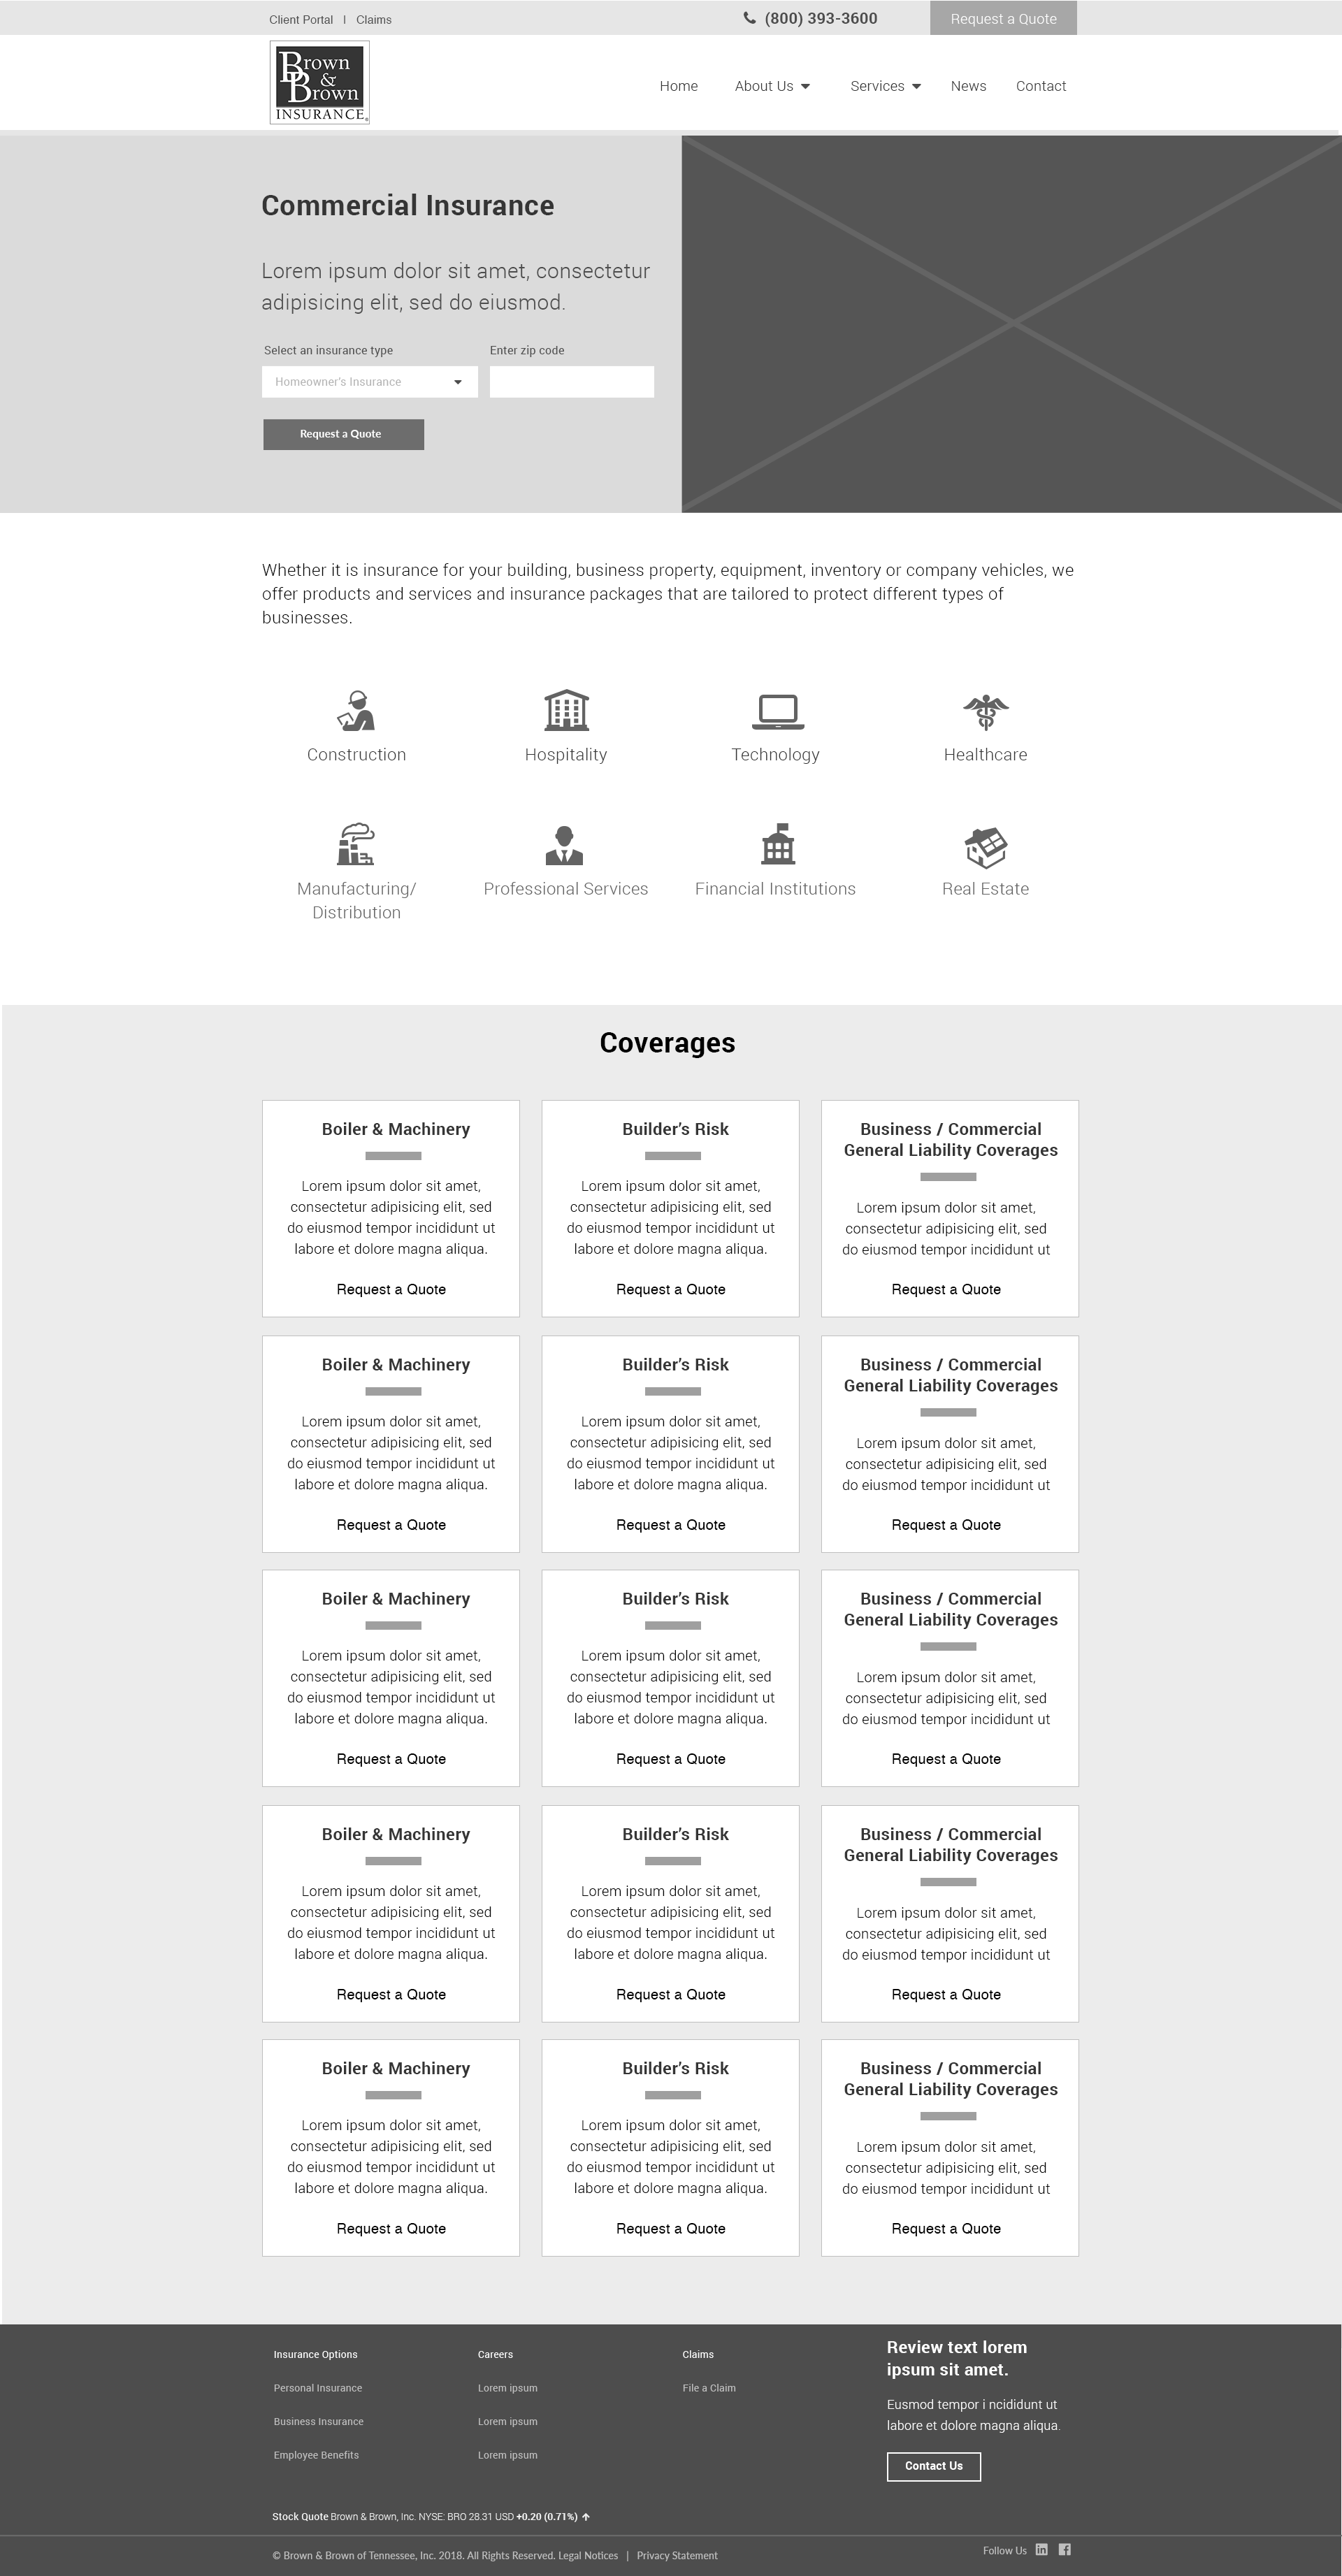 Client Portal | Claims
(800) 393-3600
Request a Quote
Brown
&
Brown
INSURANCE®
Home About Us Services News Contact
Commercial Insurance
Lorem ipsum dolor sit amet, consectetur
adipisicing elit, sed do eiusmod.
Select an insurance type Enter zip code
Homeowner's Insurance
Request a Quote
Whether it is insurance for your building, business property, equipment, inventory or company vehicles, we
offer products and services and insurance packages that are tailored to protect different types of
businesses.
Construction Hospitality Technology Healthcare
Manufacturing/
Distribution
Professional Services
Financial Institutions
Real Estate
Coverages
Boiler & Machinery
Lorem ipsum dolor sit amet,
consectetur adipisicing elit, sed
do eiusmod tempor incididunt ut
labore et dolore magna aliqua.
Request a Quote
Builder's Risk
Lorem ipsum dolor sit amet,
consectetur adipisicing elit, sed
do eiusmod tempor incididunt ut
labore et dolore magna aliqua.
Request a Quote
Business / Commercial
General Liability Coverages
Lorem ipsum dolor sit amet,
consectetur adipisicing elit, sed
do eiusmod tempor incididunt ut
Request a Quote
Boiler & Machinery
Lorem ipsum dolor sit amet,
consectetur adipisicing elit, sed
do eiusmod tempor incididunt ut
labore et dolore magna aliqua.
Request a Quote
Builder's Risk
Lorem ipsum dolor sit amet,
consectetur adipisicing elit, sed
do eiusmod tempor incididunt ut
labore et dolore magna aliqua.
Request a Quote
Business / Commercial
General Liability Coverages
Lorem ipsum dolor sit amet,
consectetur adipisicing elit, sed
do eiusmod tempor incididunt ut
Request a Quote
Boiler & Machinery
Lorem ipsum dolor sit amet,
consectetur adipisicing elit, sed
do eiusmod tempor incididunt ut
labore et dolore magna aliqua.
Request a Quote
Builder's Risk
Lorem ipsum dolor sit amet,
consectetur adipisicing elit, sed
do eiusmod tempor incididunt ut
labore et dolore magna aliqua.
Request a Quote
Business / Commercial
General Liability Coverages
Lorem ipsum dolor sit amet,
consectetur adipisicing elit, sed
do eiusmod tempor incididunt ut
Request a Quote
Boiler & Machinery
Lorem ipsum dolor sit amet,
consectetur adipisicing elit, sed
do eiusmod tempor incididunt ut
labore et dolore magna aliqua.
Request a Quote
Builder's Risk
Lorem ipsum dolor sit amet,
consectetur adipisicing elit, sed
do eiusmod tempor incididunt ut
labore et dolore magna aliqua.
Request a Quote
Business / Commercial
General Liability Coverages
Lorem ipsum dolor sit amet,
consectetur adipisicing elit, sed
do eiusmod tempor incididunt ut
Request a Quote
Boiler & Machinery
Lorem ipsum dolor sit amet,
consectetur adipisicing elit, sed
do eiusmod tempor incididunt ut
labore et dolore magna aliqua.
Request a Quote
Builder's Risk
Lorem ipsum dolor sit amet,
consectetur adipisicing elit, sed
do eiusmod tempor incididunt ut
labore et dolore magna aliqua.
Request a Quote
Business / Commercial
General Liability Coverages
Lorem ipsum dolor sit amet,
consectetur adipisicing elit, sed
do eiusmod tempor incididunt ut
Request a Quote
Insurance Options
Personal Insurance
Business Insurance
Employee Benefits
Careers
Lorem ipsum
Lorem ipsum
Lorem ipsum
Claims
File a Claim
Review text lorem
ipsum sit amet.
Eusmod tempor i ncididunt ut
labore et dolore magna aliqua.
Contact Us
Stock Quote Brown & Brown, Inc. NYSE: BRO 28.31 USD +0.20 (0.71%)
© Brown & Brown of Tennessee, Inc. 2018. All Rights Reserved. Legal Notices | Privacy Statement
Follow Us